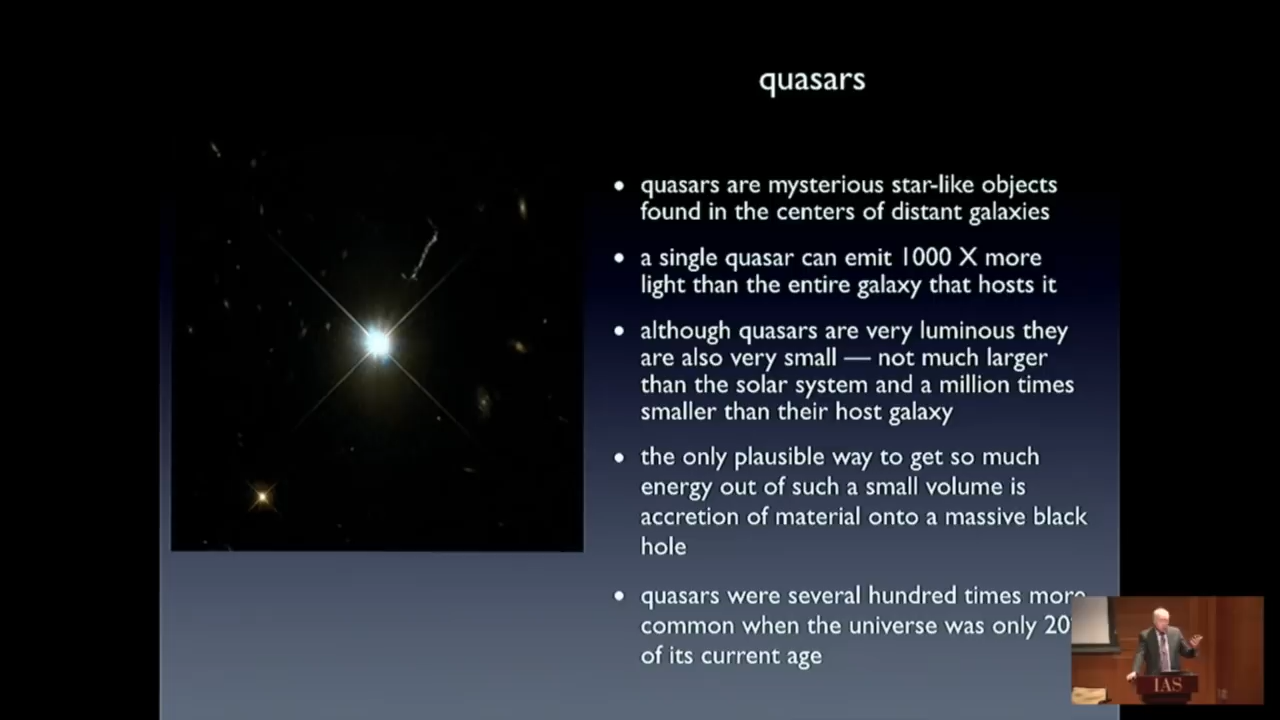 quasars
• quasars are mysterious star-like objects
found in the centers of distant galaxies
• a single quasar can emit 1000 X more
light than the entire galaxy that hosts it
• although quasars are very luminous they
are also very small — not much larger
than the solar system and a million times
smaller than their host galaxy
• the only plausible way to get so much
energy out of such a small volume is
accretion of material onto a massive black
hole
• quasars were several hundred times more
common when the universe was only 20
of its current age
IAS